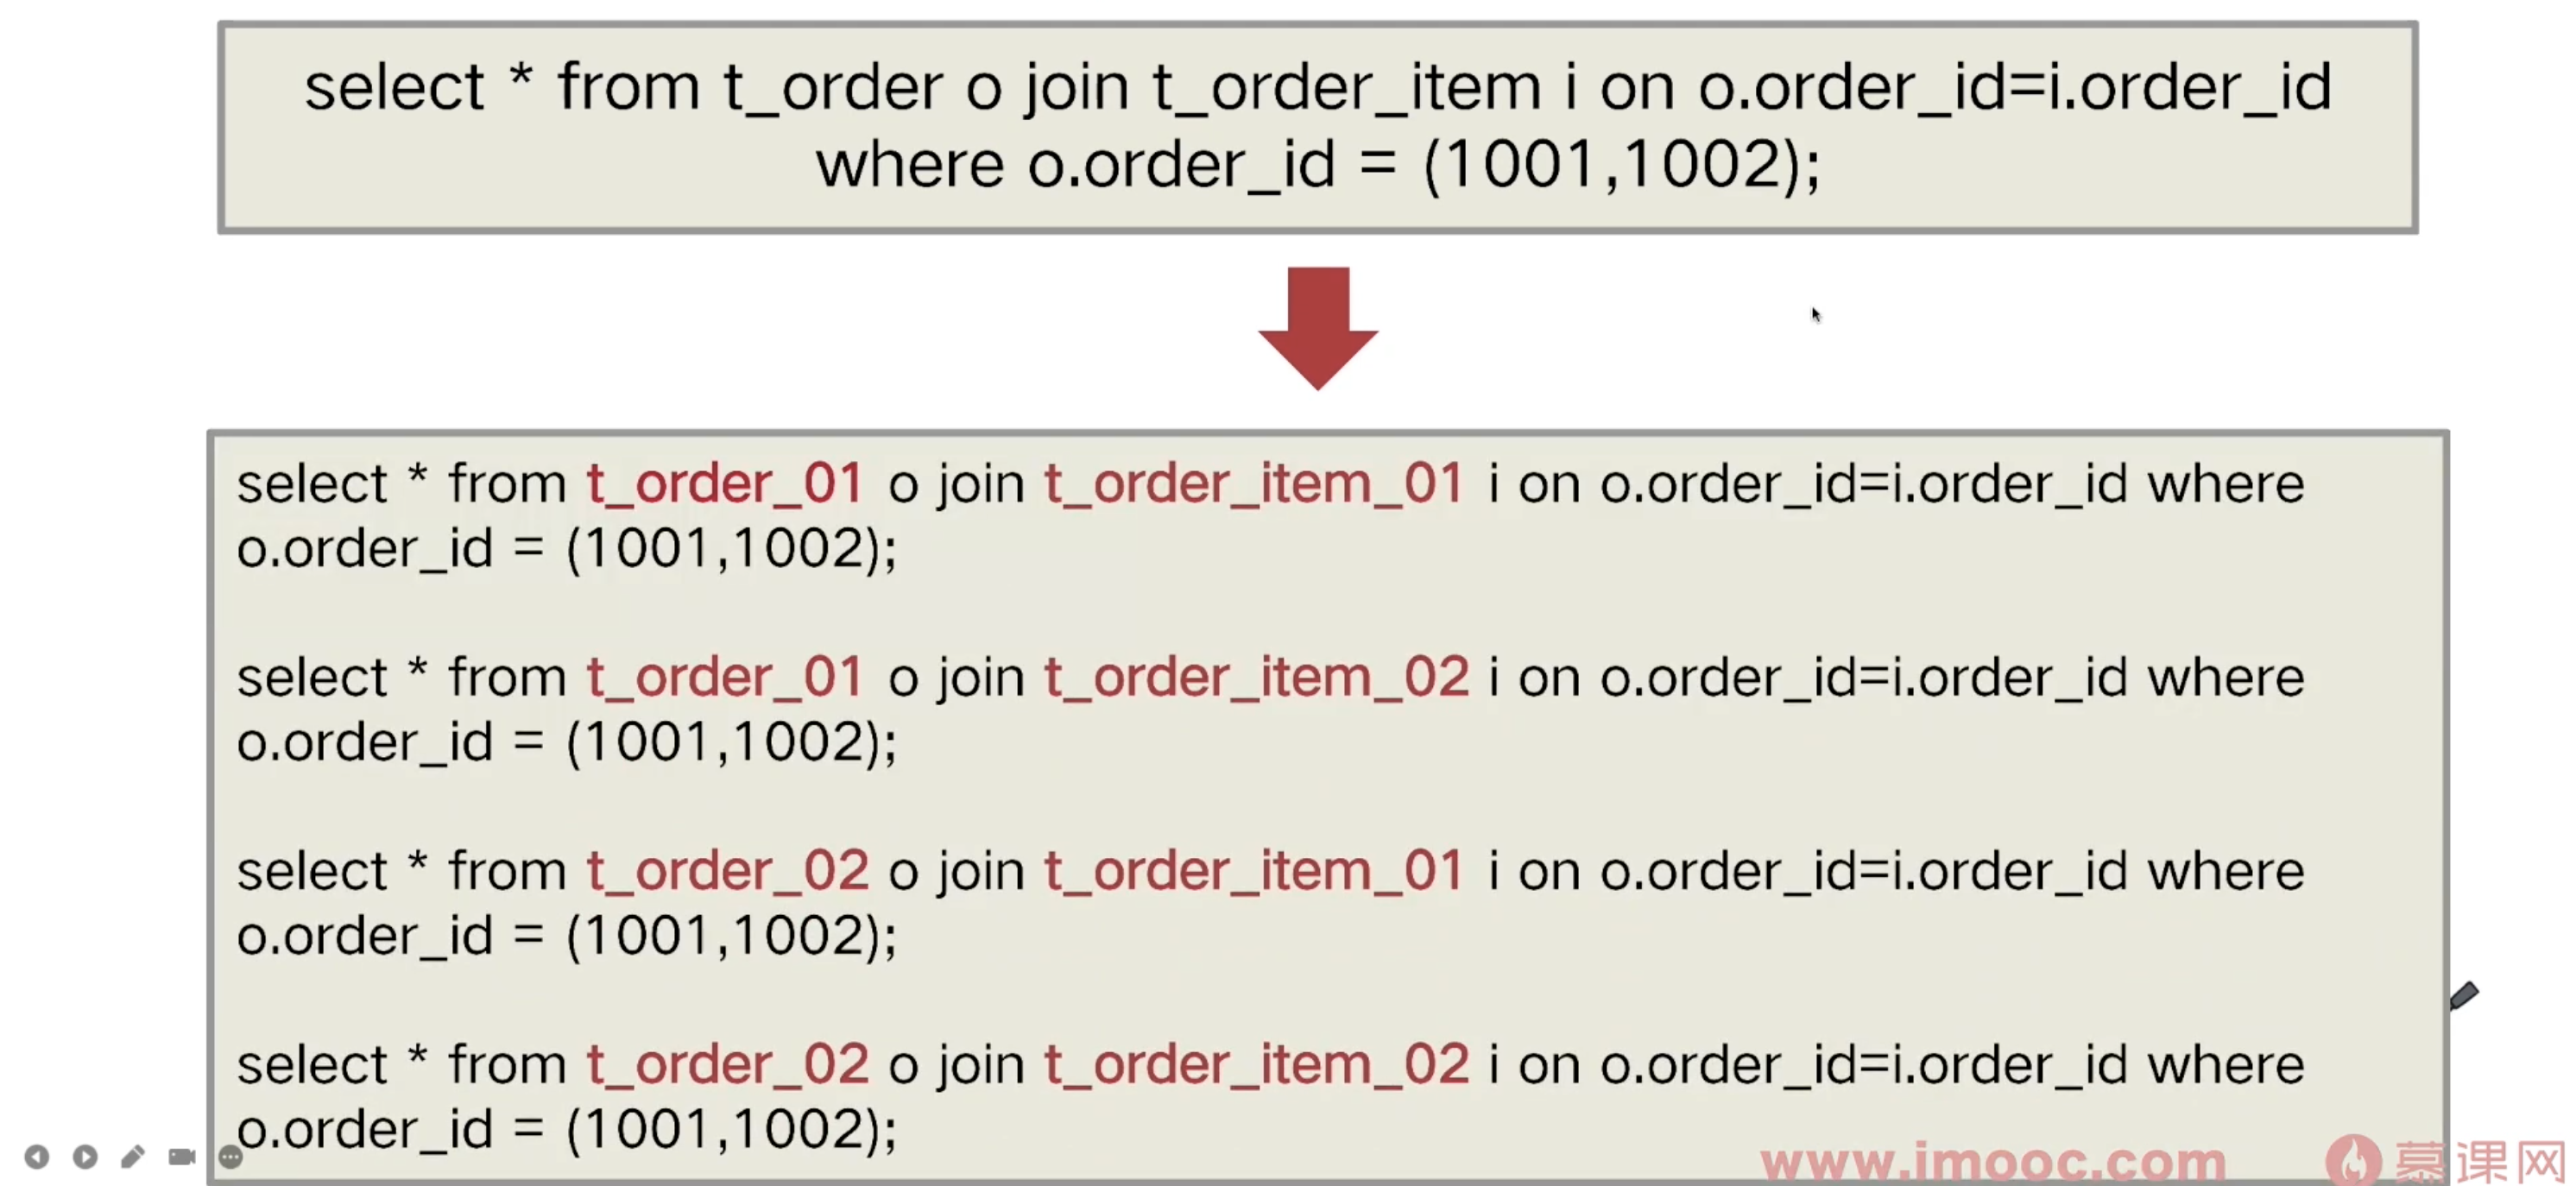 select * from t_order o join t_order_item i on o.order_id=i.order_id
where o.order_id = (1001,1002);
select * from t_order_01 o join t_order_item_01 i on o.order_id=i.order_id where
o.order_id = (1001,1002);
select * from t_order_01 o join t_order_item_02 i on o.order_id=i.order_id where
o.order_id = (1001,1002);
select * from t_order_02 o join t_order_item_01 i on o.order_id=i.order_id where
o.order_id = (1001,1002);
select * from t_order_02 o join t_order_item_02 i on o.order_id=i.order_id where
o.order_id = (1001,1002);
www.imooc.com 慕课网